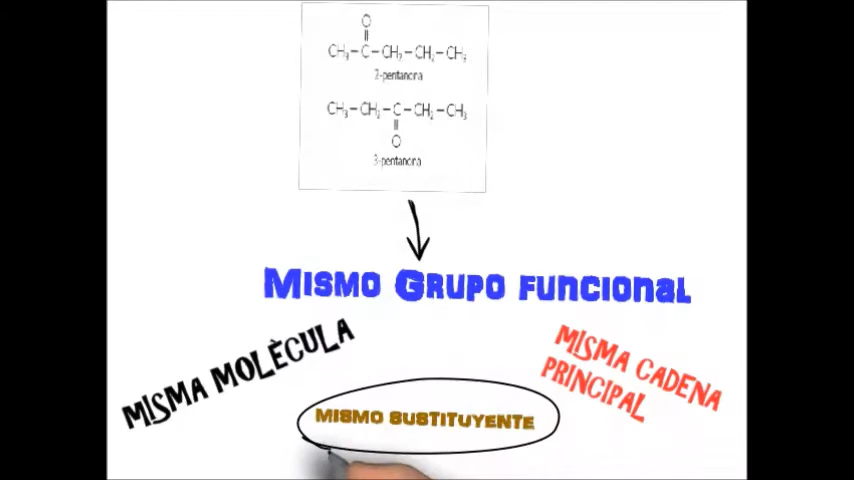 O
CH₃–C–CH₂–CH₂–CH₃
2-pentanona
CH₃–CH₂–C–CH₂–CH₃
O
3-pentanona
Mismo Grupo funcional
MISMA MOLÈCULA
MISMA CADENA
PRINCIPAL
MISMO SUSTITUYENTE